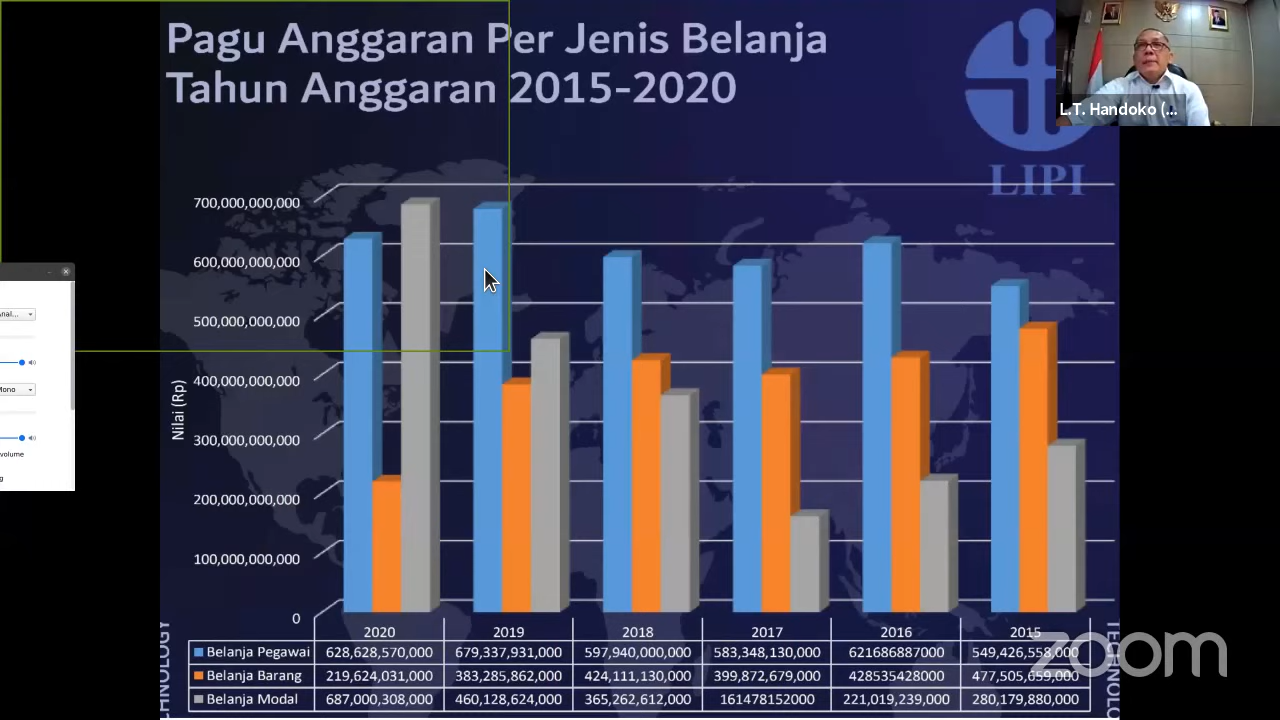 Pagu Anggaran Per Jenis Belanja
Tahun Anggaran 2015-2020
L.T. Handoko (...
LIPI
Nilai (Rp)
700,000,000,000
600,000,000,000
500,000,000,000
400,000,000,000
300,000,000,000
200,000,000,000
100,000,000,000
0
2020 2019 2018 2017 2016 2015
Belanja Pegawai 628,628,570,000 679,337,931,000 597,940,000,000 583,348,130,000 621686887000 549,426,558,000
Belanja Barang 219,624,031,000 383,285,862,000 424,111,130,000 399,872,679,000 428535428000 477,505,659,000
Belanja Modal 687,000,308,000 460,128,624,000 365,262,612,000 161478152000 221,019,239,000 280,179,880,000
zoom
Mono
volume